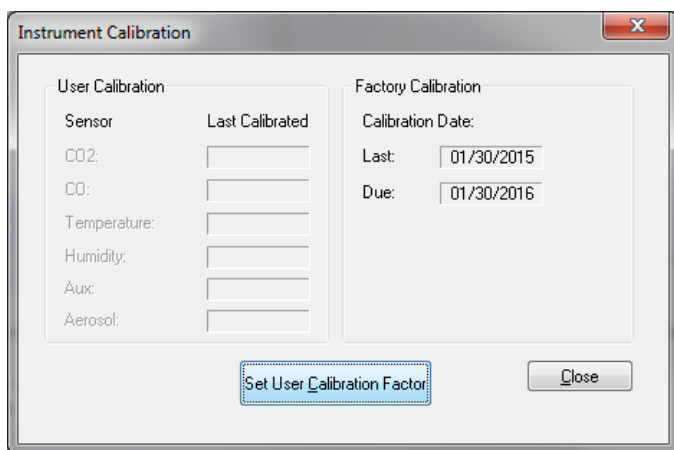 Instrument Calibration
User Calibration
Sensor Last Calibrated
CO2:
CO:
Temperature:
Humidity:
Aux:
Aerosol:
Factory Calibration
Calibration Date:
Last: 01/30/2015
Due: 01/30/2016
Set User Calibration Factor
Close